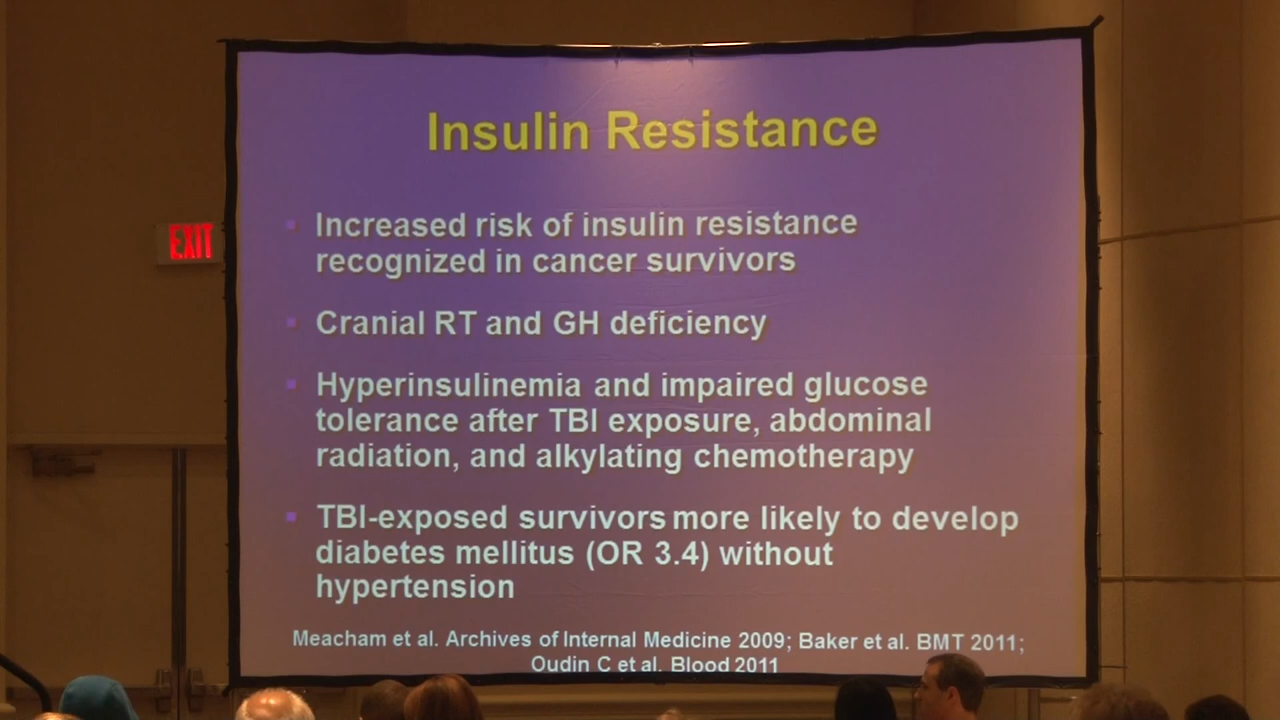 Insulin Resistance
EXIT
Increased risk of insulin resistance
recognized in cancer survivors
Cranial RT and GH deficiency
Hyperinsulinemia and impaired glucose
tolerance after TBI exposure, abdominal
radiation, and alkylating chemotherapy
TBI-exposed survivors more likely to develop
diabetes mellitus (OR 3.4) without
hypertension
Meacham et al. Archives of Internal Medicine 2009; Baker et al. BMT 2011;
Oudin C et al. Blood 2011